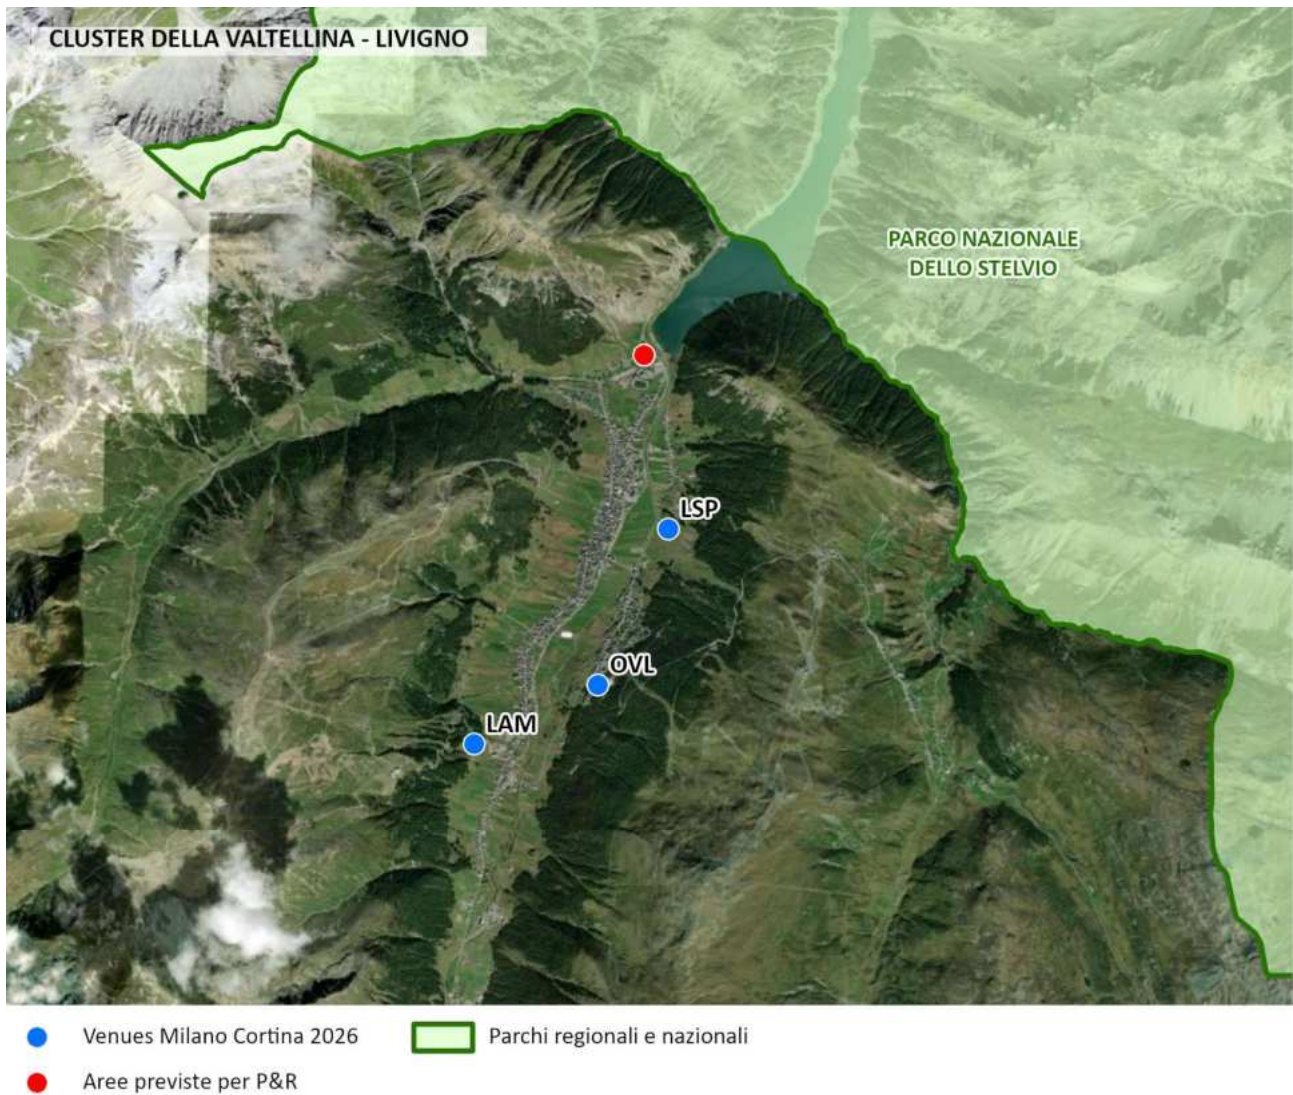 CLUSTER DELLA VALTELLINA - LIVIGNO
PARCO NAZIONALE
DELLO STELVIO
LSP
OVL
LAM
Venues Milano Cortina 2026
Parchi regionali e nazionali
Aree previste per P&R